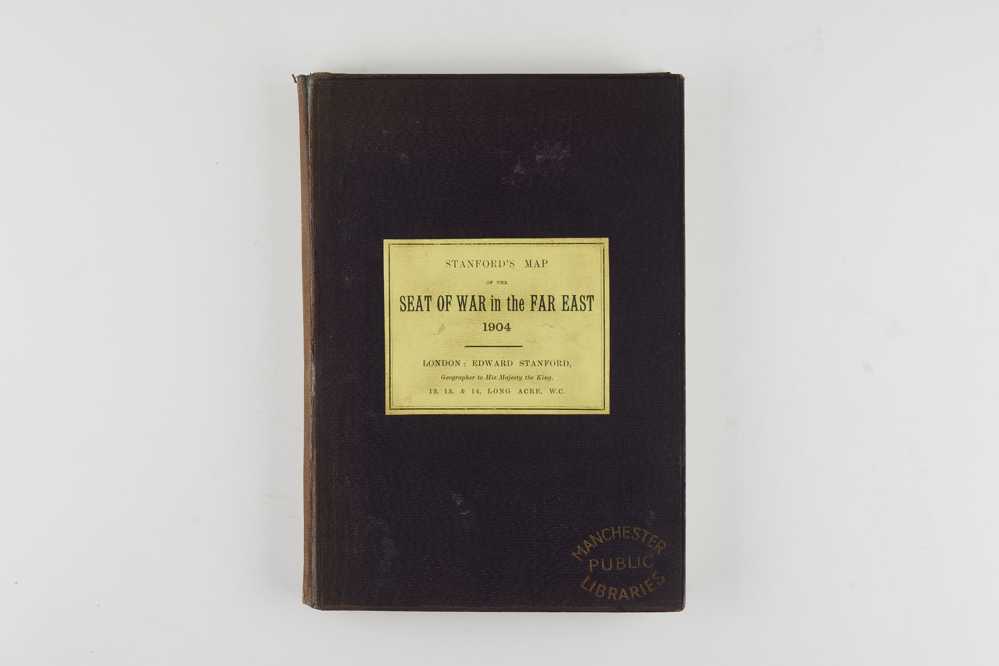 STANFORD'S MAP
OF THE
SEAT OF WAR in the FAR EAST
1904
LONDON: EDWARD STANFORD,
Geographer to His Majesty the King,
12, 13, & 14, LONG ACRE, W.C.
MANCHESTER
PUBLIC
LIBRARIES